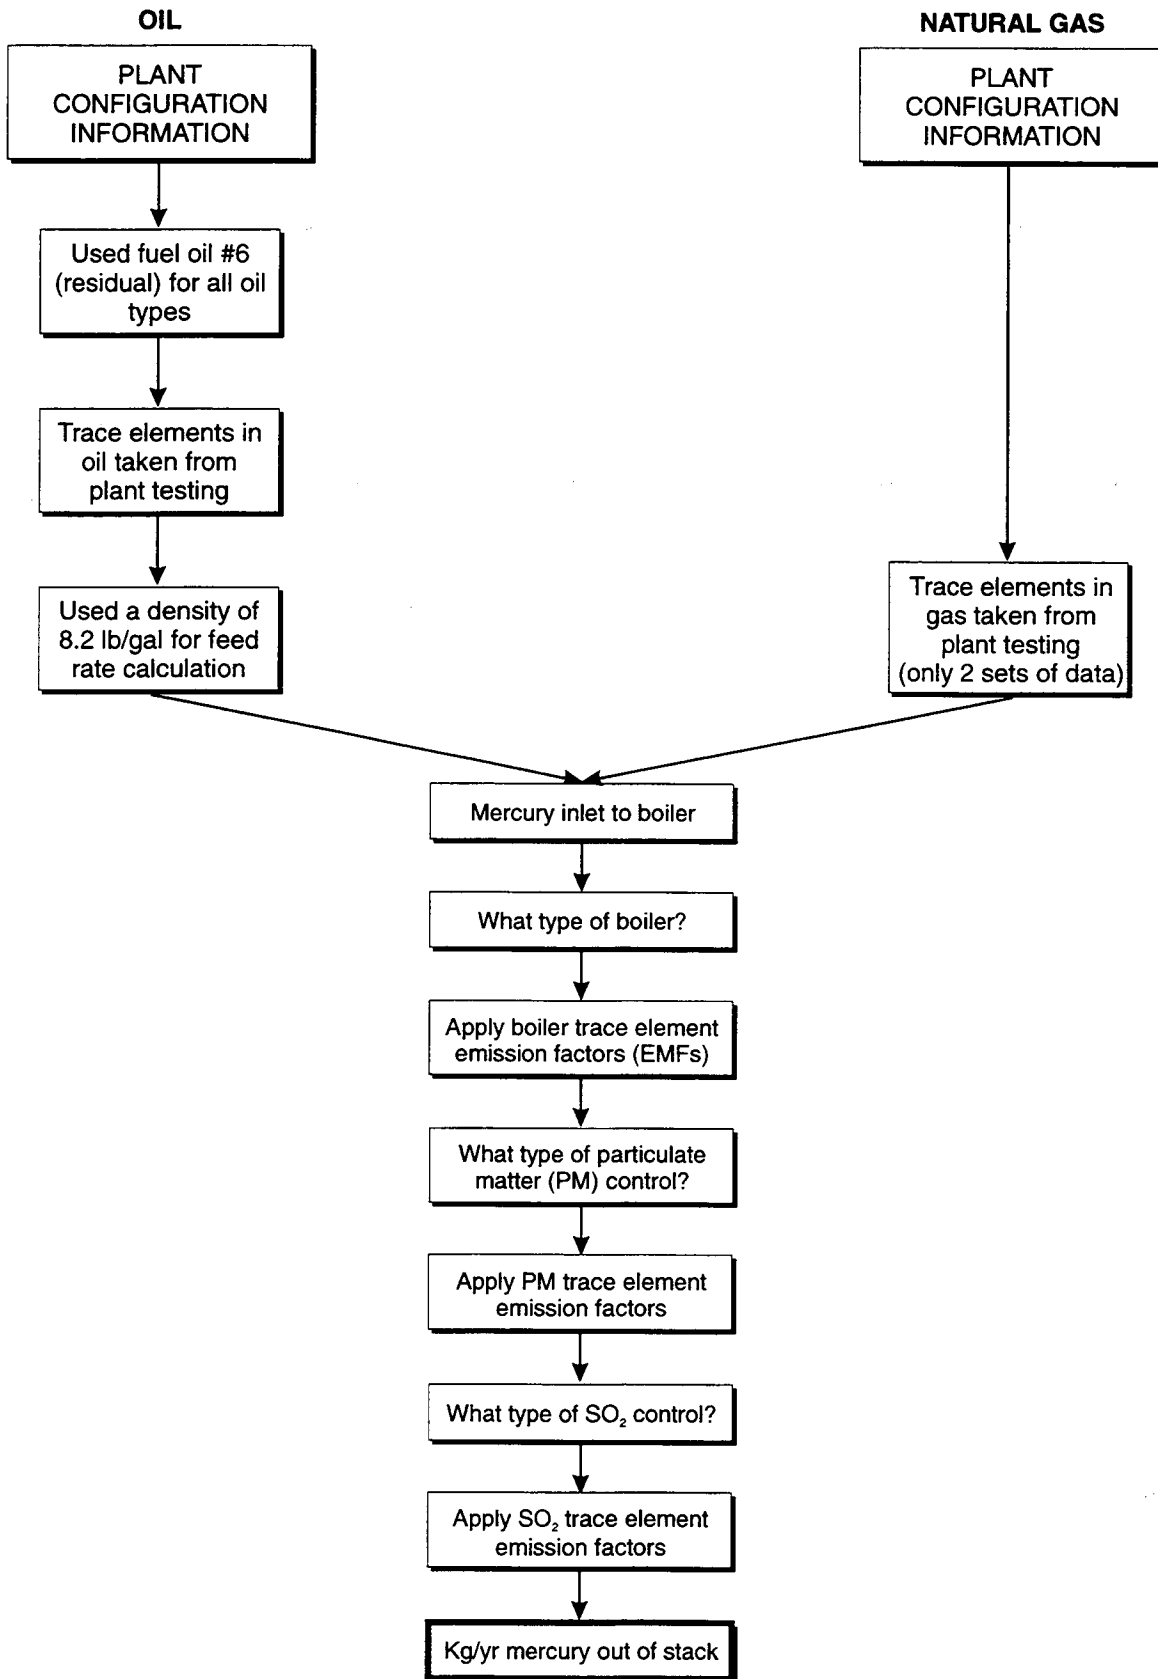 OIL
PLANT
CONFIGURATION
INFORMATION
Used fuel oil #6
(residual) for all oil
types
Trace elements in
oil taken from
plant testing
Used a density of
8.2 lb/gal for feed
rate calculation
NATURAL GAS
PLANT
CONFIGURATION
INFORMATION
Trace elements in
gas taken from
plant testing
(only 2 sets of data)
Mercury inlet to boiler
What type of boiler?
Apply boiler trace element
emission factors (EMFs)
What type of particulate
matter (PM) control?
Apply PM trace element
emission factors
What type of SO₂ control?
Apply SO₂ trace element
emission factors
Kg/yr mercury out of stack